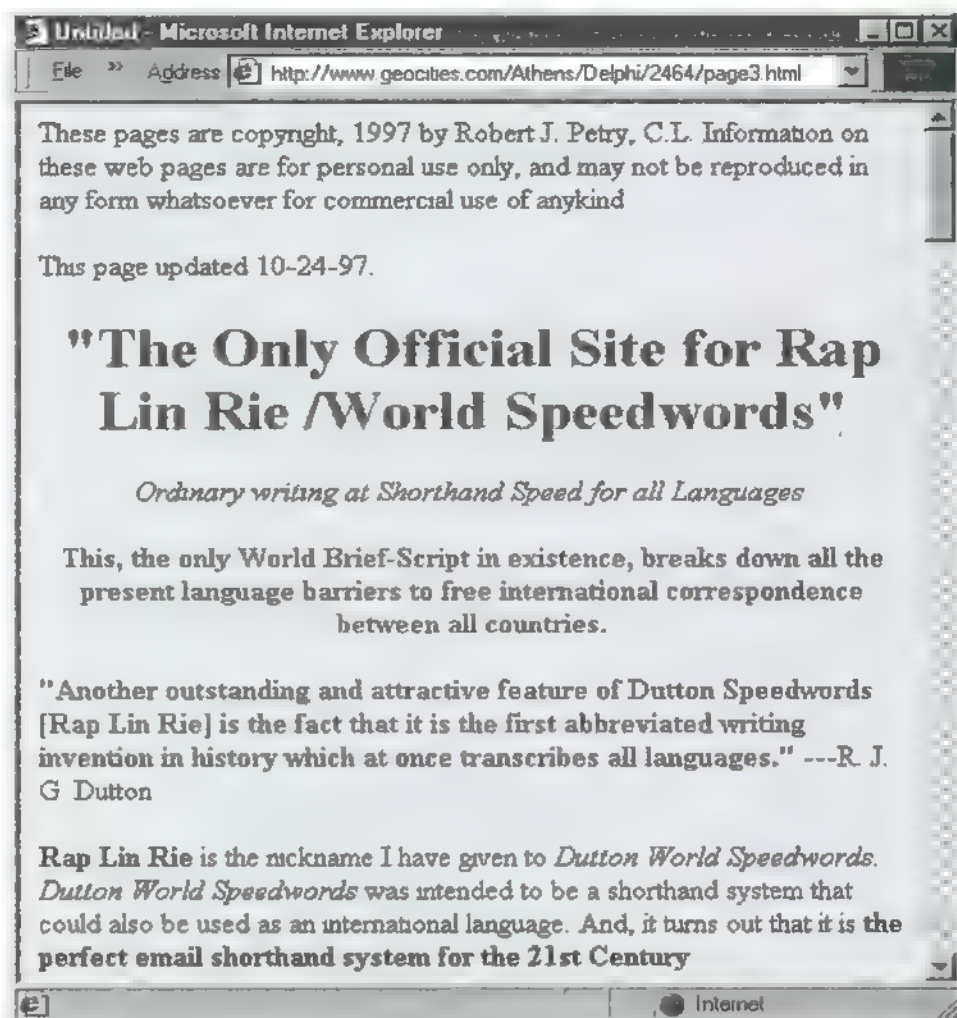 Untitled - Microsoft Internet Explorer
File » Address http://www.geocities.com/Athens/Delphi/2464/page3.html
These pages are copyright, 1997 by Robert J. Petry, C.L. Information on
these web pages are for personal use only, and may not be reproduced in
any form whatsoever for commercial use of anykind
This page updated 10-24-97.
"The Only Official Site for Rap
Lin Rie /World Speedwords"
Ordinary writing at Shorthand Speed for all Languages
This, the only World Brief-Script in existence, breaks down all the
present language barriers to free international correspondence
between all countries.
"Another outstanding and attractive feature of Dutton Speedwords
[Rap Lin Rie] is the fact that it is the first abbreviated writing
invention in history which at once transcribes all languages." ---R. J.
G Dutton
Rap Lin Rie is the nickname I have given to Dutton World Speedwords.
Dutton World Speedwords was intended to be a shorthand system that
could also be used as an international language. And, it turns out that it is the
perfect email shorthand system for the 21st Century
Internet